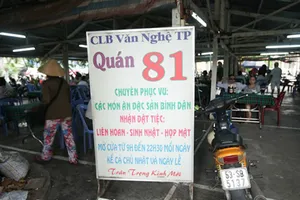 CLB Văn Nghệ TP
Quán 81
CHUYÊN PHỤC VỤ:
CÁC MÓN ĂN ĐẶC SẢN BÌNH DÂN
NHẬN ĐẶT TIỆC:
LIÊN HOAN - SINH NHẬT - HỌP MẶT
MỞ CỬA TỪ 9H ĐẾN 22H30 MỖI NGÀY
KỂ CẢ CHỦ NHẬT VÀ NGÀY LỄ
Trân Trọng Kính Mời